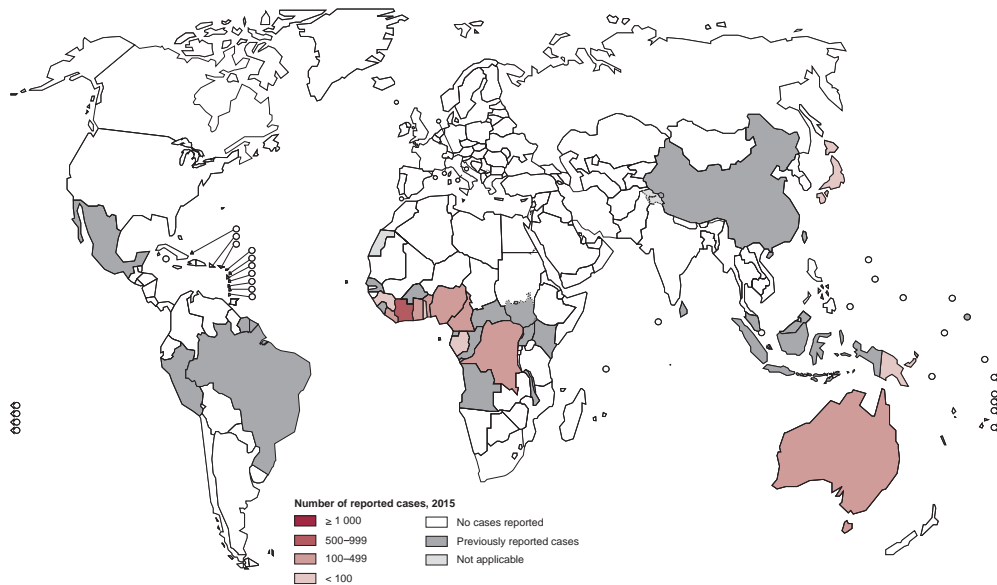 Number of reported cases, 2015
≥ 1 000
500–999
100–499
< 100
No cases reported
Previously reported cases
Not applicable